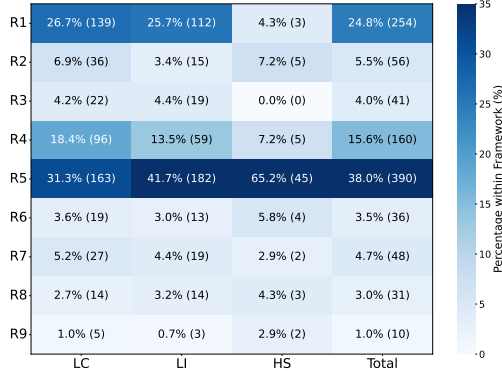 R1 26.7% (139) 25.7% (112) 4.3% (3) 24.8% (254)
R2 6.9% (36) 3.4% (15) 7.2% (5) 5.5% (56)
R3 4.2% (22) 4.4% (19) 0.0% (0) 4.0% (41)
R4 18.4% (96) 13.5% (59) 7.2% (5) 15.6% (160)
R5 31.3% (163) 41.7% (182) 65.2% (45) 38.0% (390)
R6 3.6% (19) 3.0% (13) 5.8% (4) 3.5% (36)
R7 5.2% (27) 4.4% (19) 2.9% (2) 4.7% (48)
R8 2.7% (14) 3.2% (14) 4.3% (3) 3.0% (31)
R9 1.0% (5) 0.7% (3) 2.9% (2) 1.0% (10)
LC LI HS Total
35
30
25
20
15
10
5
0
Percentage within Framework (%)